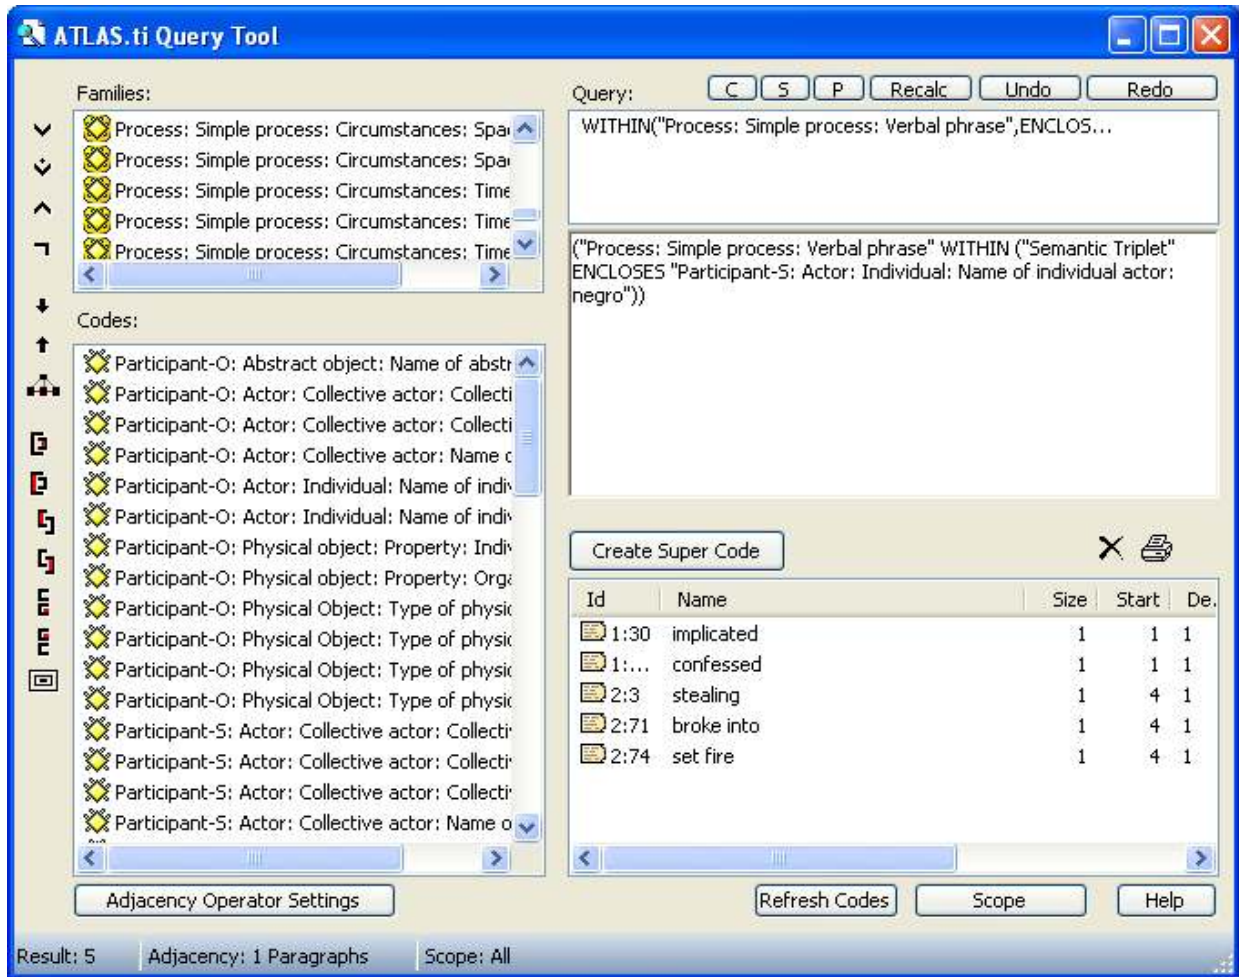 ATLAS.ti Query Tool
Families:
Process: Simple process: Circumstances: Spa
Process: Simple process: Circumstances: Spa
Process: Simple process: Circumstances: Time
Process: Simple process: Circumstances: Time
Process: Simple process: Circumstances: Time
Codes:
Participant-O: Abstract object: Name of abstr
Participant-O: Actor: Collective actor: Collecti
Participant-O: Actor: Collective actor: Collecti
Participant-O: Actor: Collective actor: Name o
Participant-O: Actor: Individual: Name of indiv
Participant-O: Actor: Individual: Name of indiv
Participant-O: Physical object: Property: Indiv
Participant-O: Physical object: Property: Orga
Participant-O: Physical Object: Type of physic
Participant-O: Physical Object: Type of physic
Participant-O: Physical Object: Type of physic
Participant-O: Physical Object: Type of physic
Participant-S: Actor: Collective actor: Collectiv
Participant-S: Actor: Collective actor: Collectiv
Participant-S: Actor: Collective actor: Collectiv
Participant-S: Actor: Collective actor: Name o
Adjacency Operator Settings
Query: C S P Recalc Undo Redo
WITHIN("Process: Simple process: Verbal phrase",ENCLOS...
("Process: Simple process: Verbal phrase" WITHIN ("Semantic Triplet"
ENCLOSES "Participant-S: Actor: Individual: Name of individual actor:
negro"))
Create Super Code
Id Name Size Start De.
1:30 implicated 1 1 1
1:... confessed 1 1 1
2:3 stealing 1 4 1
2:71 broke into 1 4 1
2:74 set fire 1 4 1
Refresh Codes Scope Help
Result: 5 Adjacency: 1 Paragraphs Scope: All